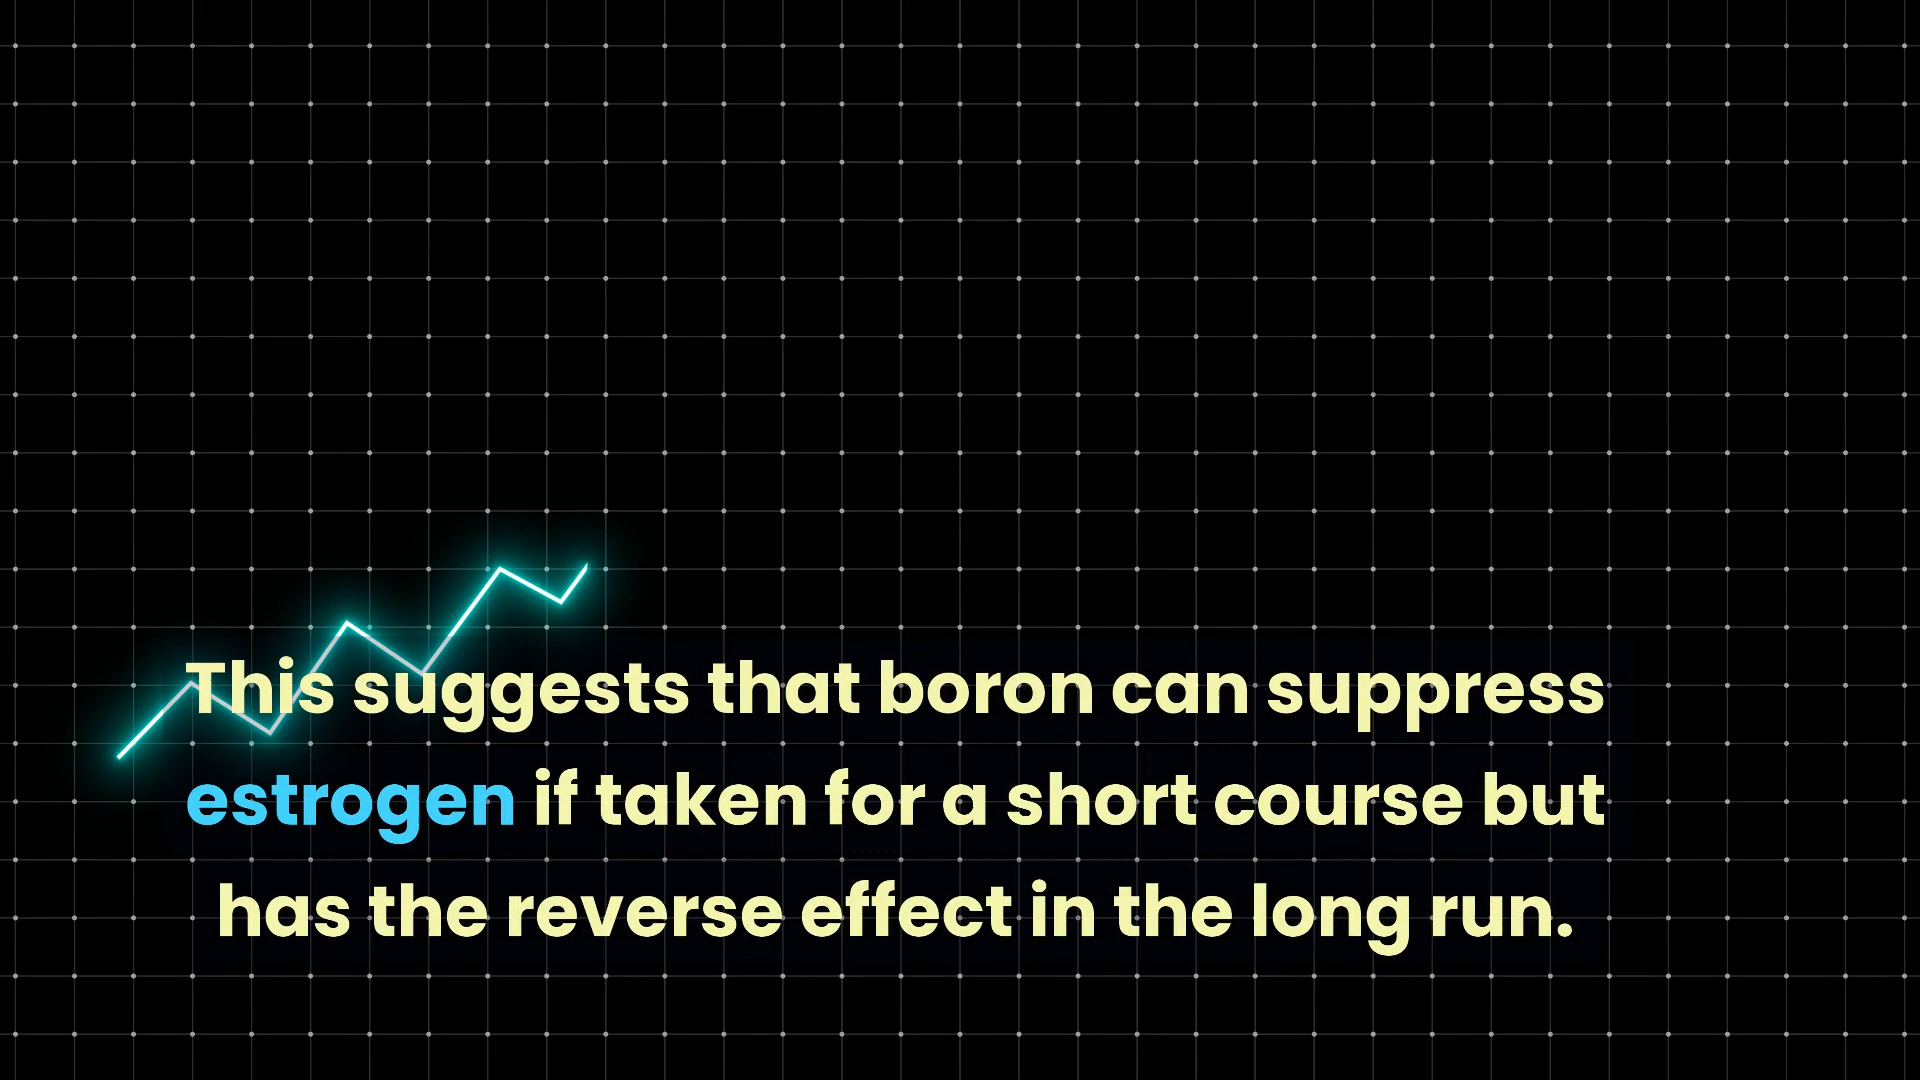 This suggests that boron can suppress
estrogen if taken for a short course but
has the reverse effect in the long run.